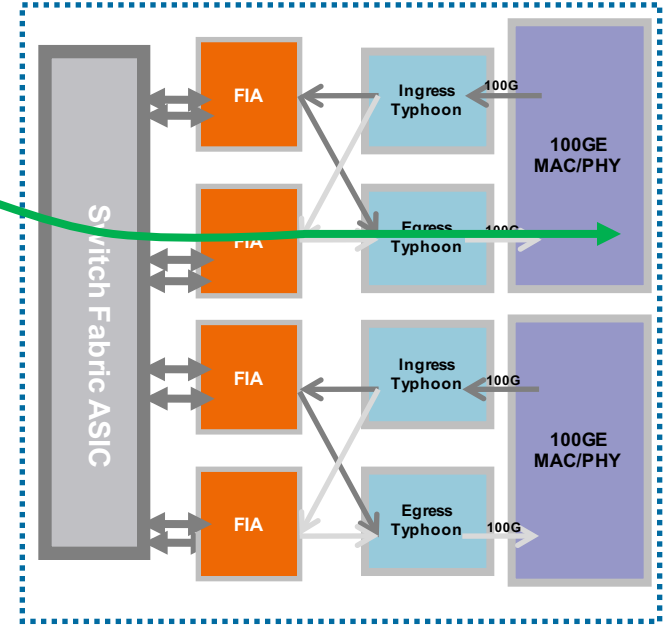 FIA
Ingress
Typhoon
100G
100GE
MAC/PHY
Switch Fabric ASIC
FIA
Egress
Typhoon
100G
FIA
Ingress
Typhoon
100G
100GE
MAC/PHY
FIA
Egress
Typhoon
100G